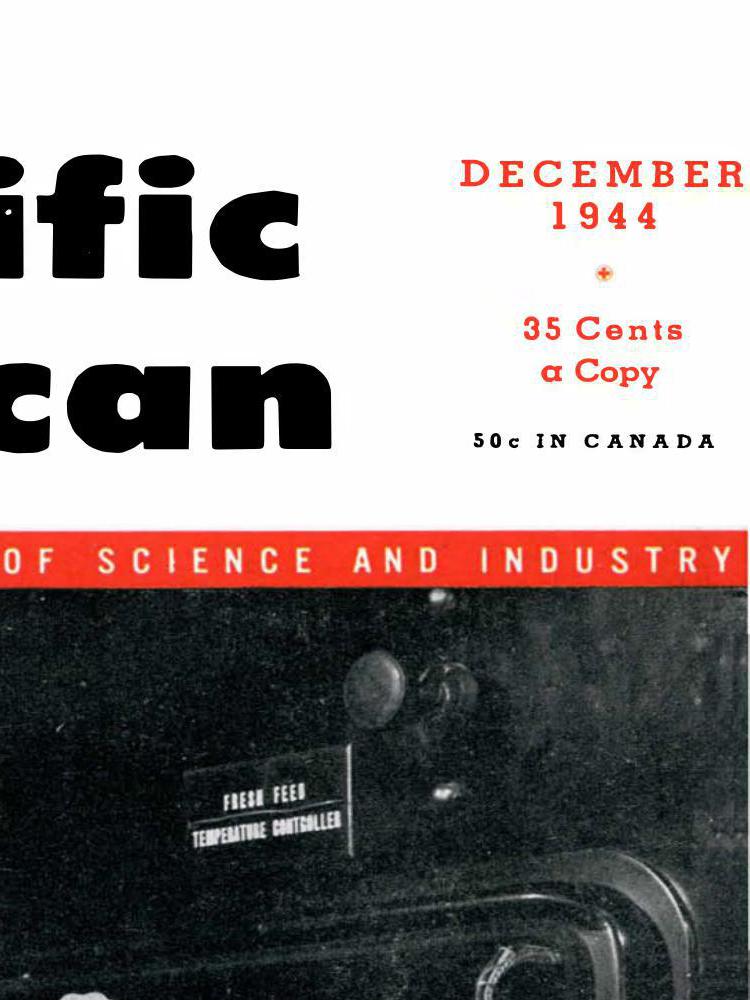 ific
can
DECEMBER
1944
35 Cents
a Copy
50c IN CANADA
OF SCIENCE AND INDUSTRY
FRESH FEED
TEMPERATURE CONTROLLER